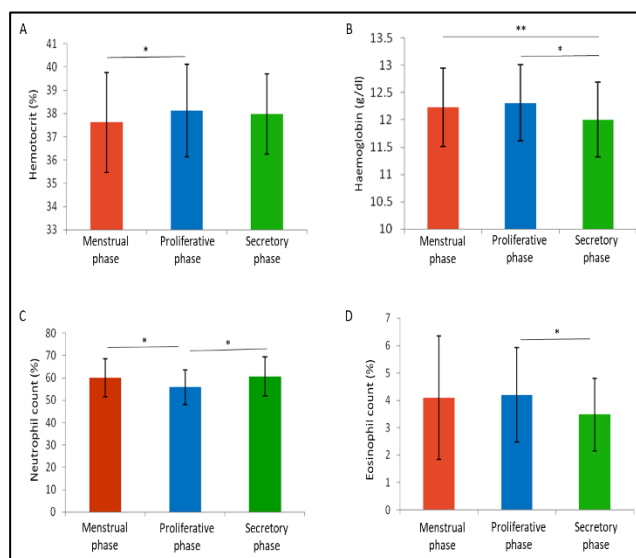 A
Hemotocrit (%)
41
40
39
38
37
36
35
34
33
*
Menstrual phase
Proliferative phase
Secretory phase
B
Haemoglobin (g/dl)
13.5
13
12.5
12
11.5
11
10.5
10
**
*
Menstrual phase
Proliferative phase
Secretory phase
C
Neutrophil count (%)
80
70
60
50
40
30
20
10
0
*
*
Menstrual phase
Proliferative phase
Secretory phase
D
Eosinophil count (%)
7
6
5
4
3
2
1
0
*
Menstrual phase
Proliferative phase
Secretory phase